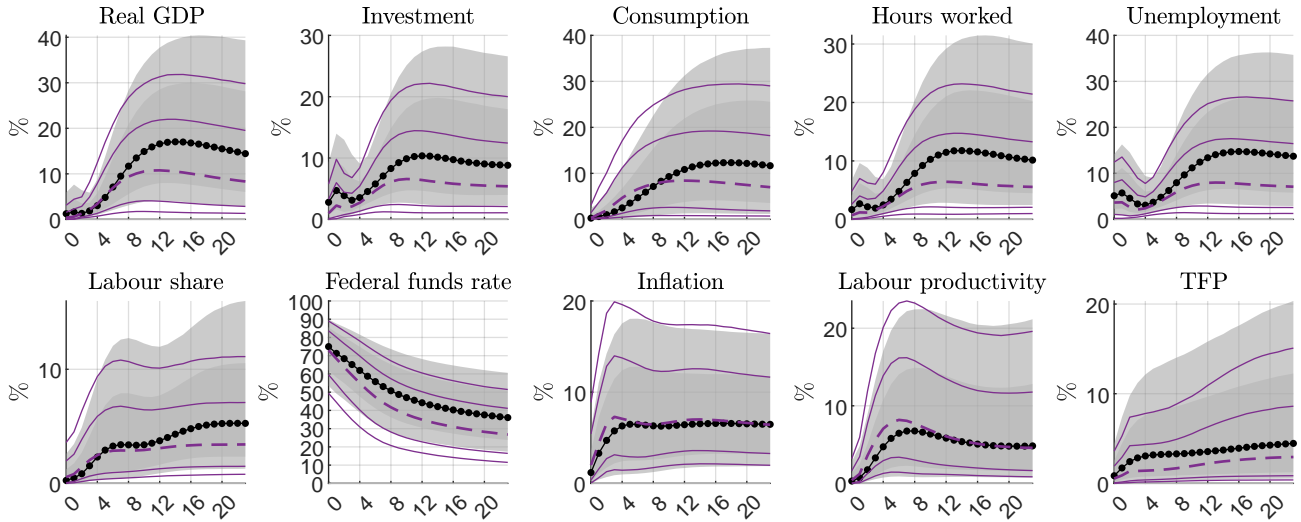 Real GDP
Investment
Consumption
Hours worked
Unemployment
40
30
20
10
0
%
0 4 8 12 16 20
30
20
10
0
%
0 4 8 12 16 20
40
30
20
10
0
%
0 4 8 12 16 20
30
20
10
0
%
0 4 8 12 16 20
40
30
20
10
0
%
0 4 8 12 16 20
Labour share
Federal funds rate
Inflation
Labour productivity
TFP
10
0
%
0 4 8 12 16 20
100
90
80
70
60
50
40
30
20
10
0
%
0 4 8 12 16 20
20
10
0
%
0 4 8 12 16 20
20
10
0
%
0 4 8 12 16 20
20
10
0
%
0 4 8 12 16 20